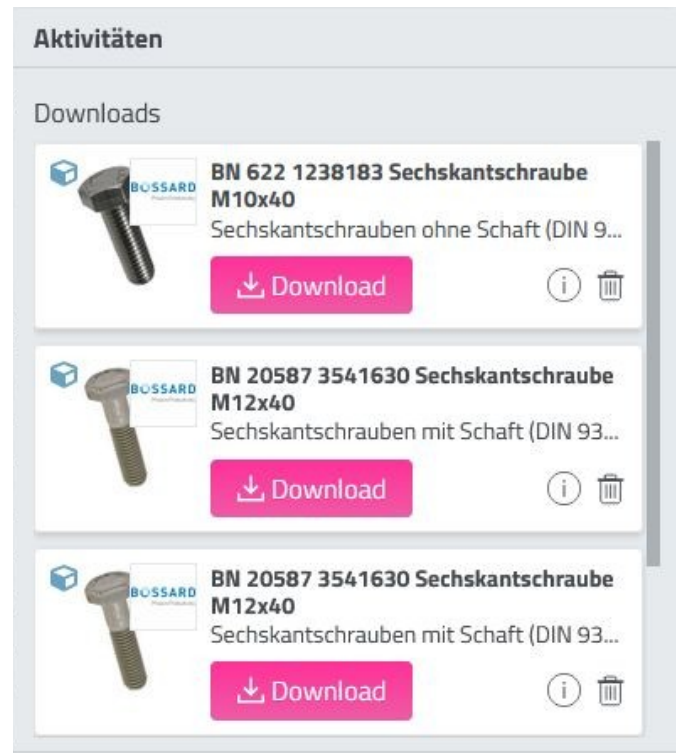 Aktivitäten
Downloads
BOSSARD
BN 622 1238183 Sechskantschraube
M10x40
Sechskantschrauben ohne Schaft (DIN 9...
Download
BOSSARD
BN 20587 3541630 Sechskantschraube
M12x40
Sechskantschrauben mit Schaft (DIN 93...
Download
BOSSARD
BN 20587 3541630 Sechskantschraube
M12x40
Sechskantschrauben mit Schaft (DIN 93...
Download